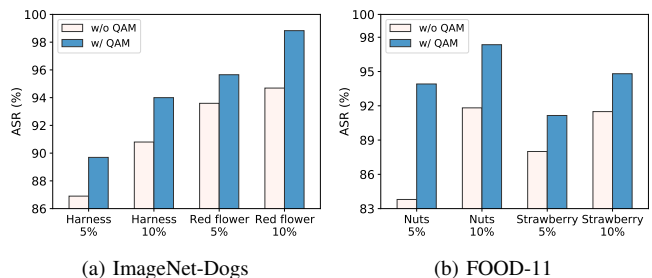 100
98
96
94
92
90
88
86
ASR (%)
w/o QAM
w/ QAM
Harness 5%
Harness 10%
Red flower 5%
Red flower 10%
(a) ImageNet-Dogs
100
98
95
92
89
86
83
ASR (%)
w/o QAM
w/ QAM
Nuts 5%
Nuts 10%
Strawberry 5%
Strawberry 10%
(b) FOOD-11